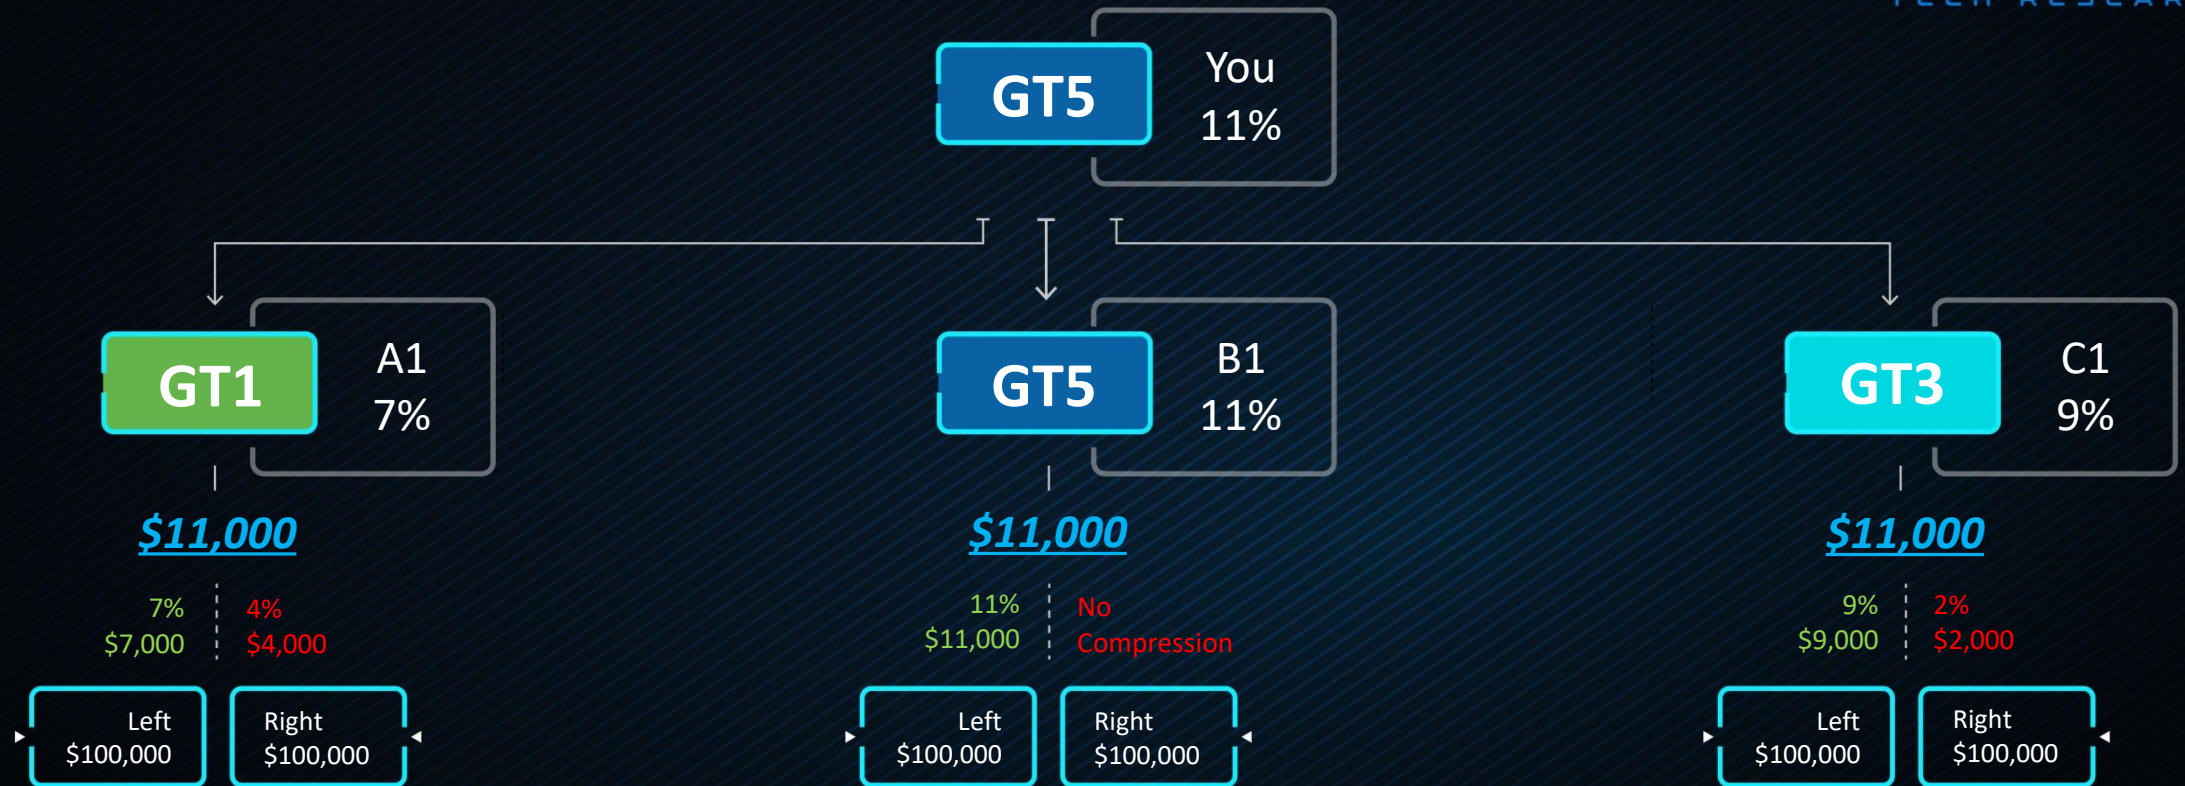 GT5
You
11%
GT1
A1
7%
GT5
B1
11%
GT3
C1
9%
$11,000
$11,000
$11,000
7%
$7,000
4%
$4,000
11%
$11,000
No
Compression
9%
$9,000
2%
$2,000
Left
$100,000
Right
$100,000
Left
$100,000
Right
$100,000
Left
$100,000
Right
$100,000